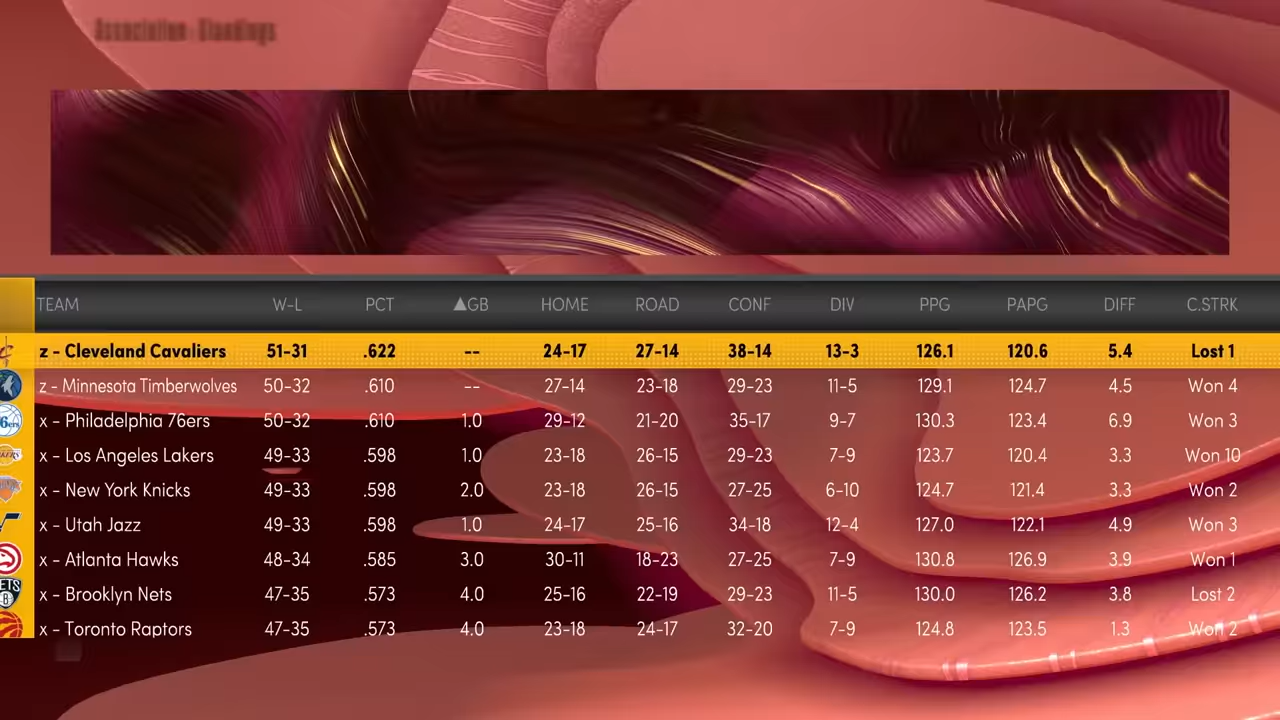 Association Standings
TEAM W-L PCT ▲GB HOME ROAD CONF DIV PPG PAPG DIFF C.STRK
z - Cleveland Cavaliers 51-31 .622 -- 24-17 27-14 38-14 13-3 126.1 120.6 5.4 Lost 1
z - Minnesota Timberwolves 50-32 .610 -- 27-14 23-18 29-23 11-5 129.1 124.7 4.5 Won 4
x - Philadelphia 76ers 50-32 .610 1.0 29-12 21-20 35-17 9-7 130.3 123.4 6.9 Won 3
x - Los Angeles Lakers 49-33 .598 1.0 23-18 26-15 29-23 7-9 123.7 120.4 3.3 Won 10
x - New York Knicks 49-33 .598 2.0 23-18 26-15 27-25 6-10 124.7 121.4 3.3 Won 2
x - Utah Jazz 49-33 .598 1.0 24-17 25-16 34-18 12-4 127.0 122.1 4.9 Won 3
x - Atlanta Hawks 48-34 .585 3.0 30-11 18-23 27-25 7-9 130.8 126.9 3.9 Won 1
x - Brooklyn Nets 47-35 .573 4.0 25-16 22-19 29-23 11-5 130.0 126.2 3.8 Lost 2
x - Toronto Raptors 47-35 .573 4.0 23-18 24-17 32-20 7-9 124.8 123.5 1.3 Won 2